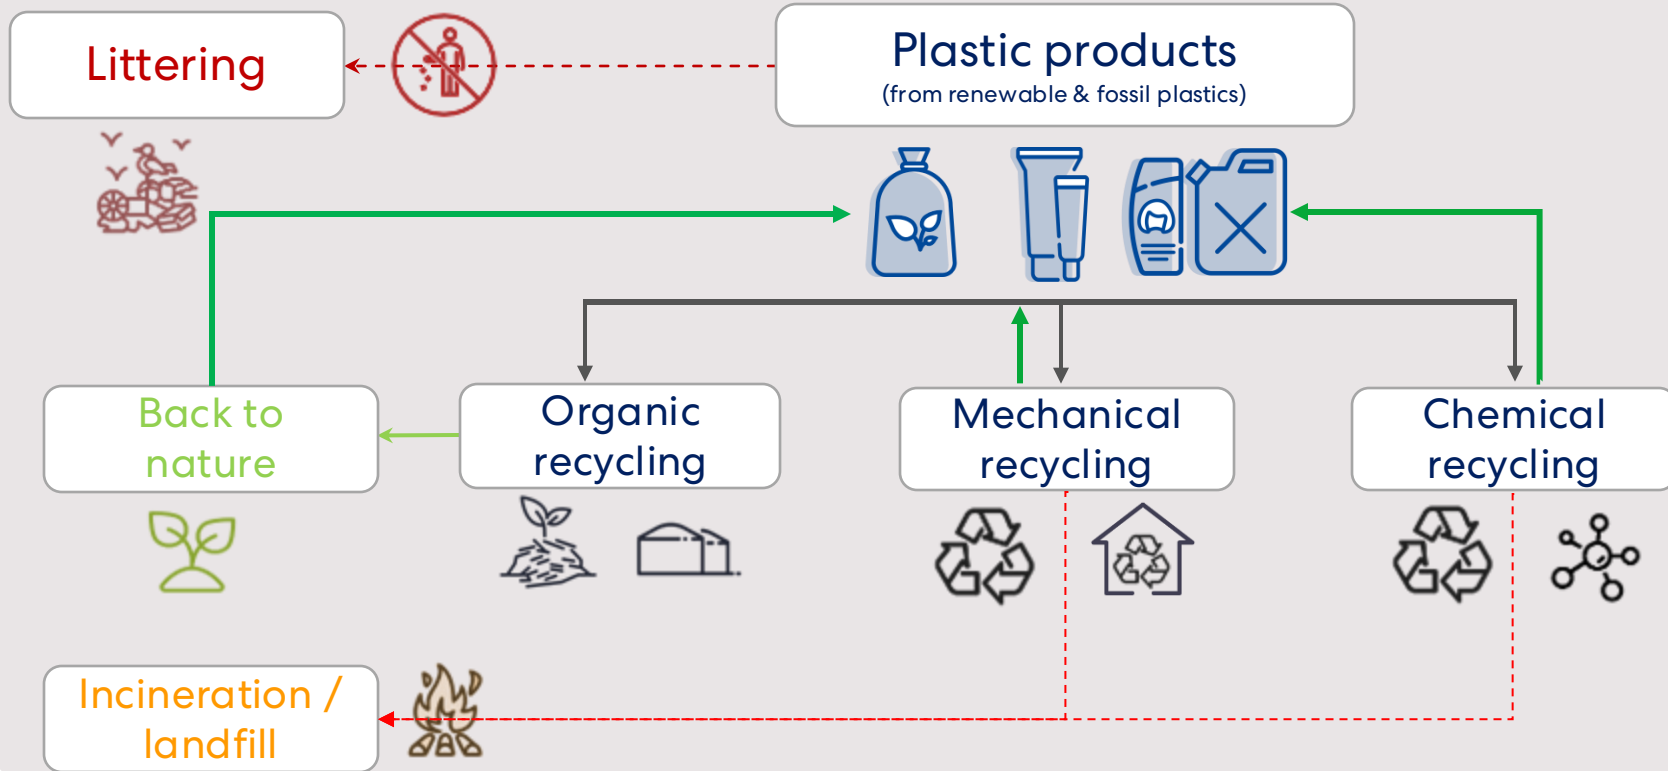 Littering
Plastic products
(from renewable & fossil plastics)
Back to
nature
Organic
recycling
Mechanical
recycling
Chemical
recycling
Incineration /
landfill